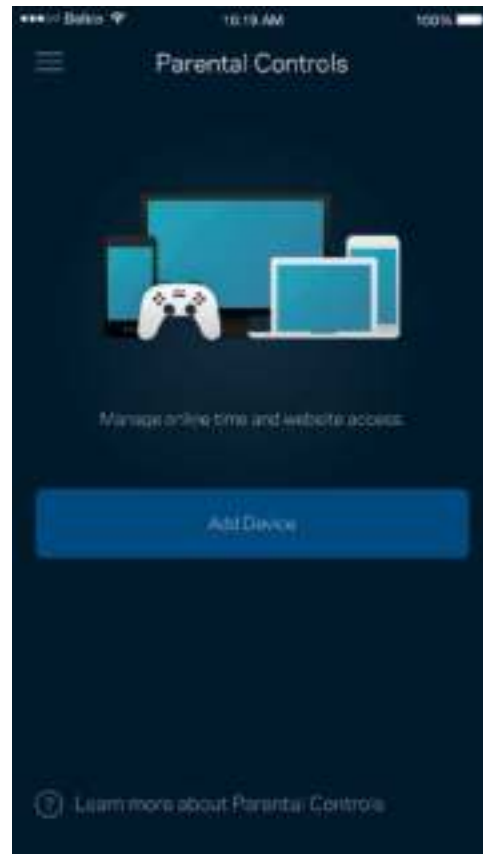 Belkin 10:19 AM 100%
Parental Controls
Manage online time and website access.
Add Device
? Learn more about Parental Controls